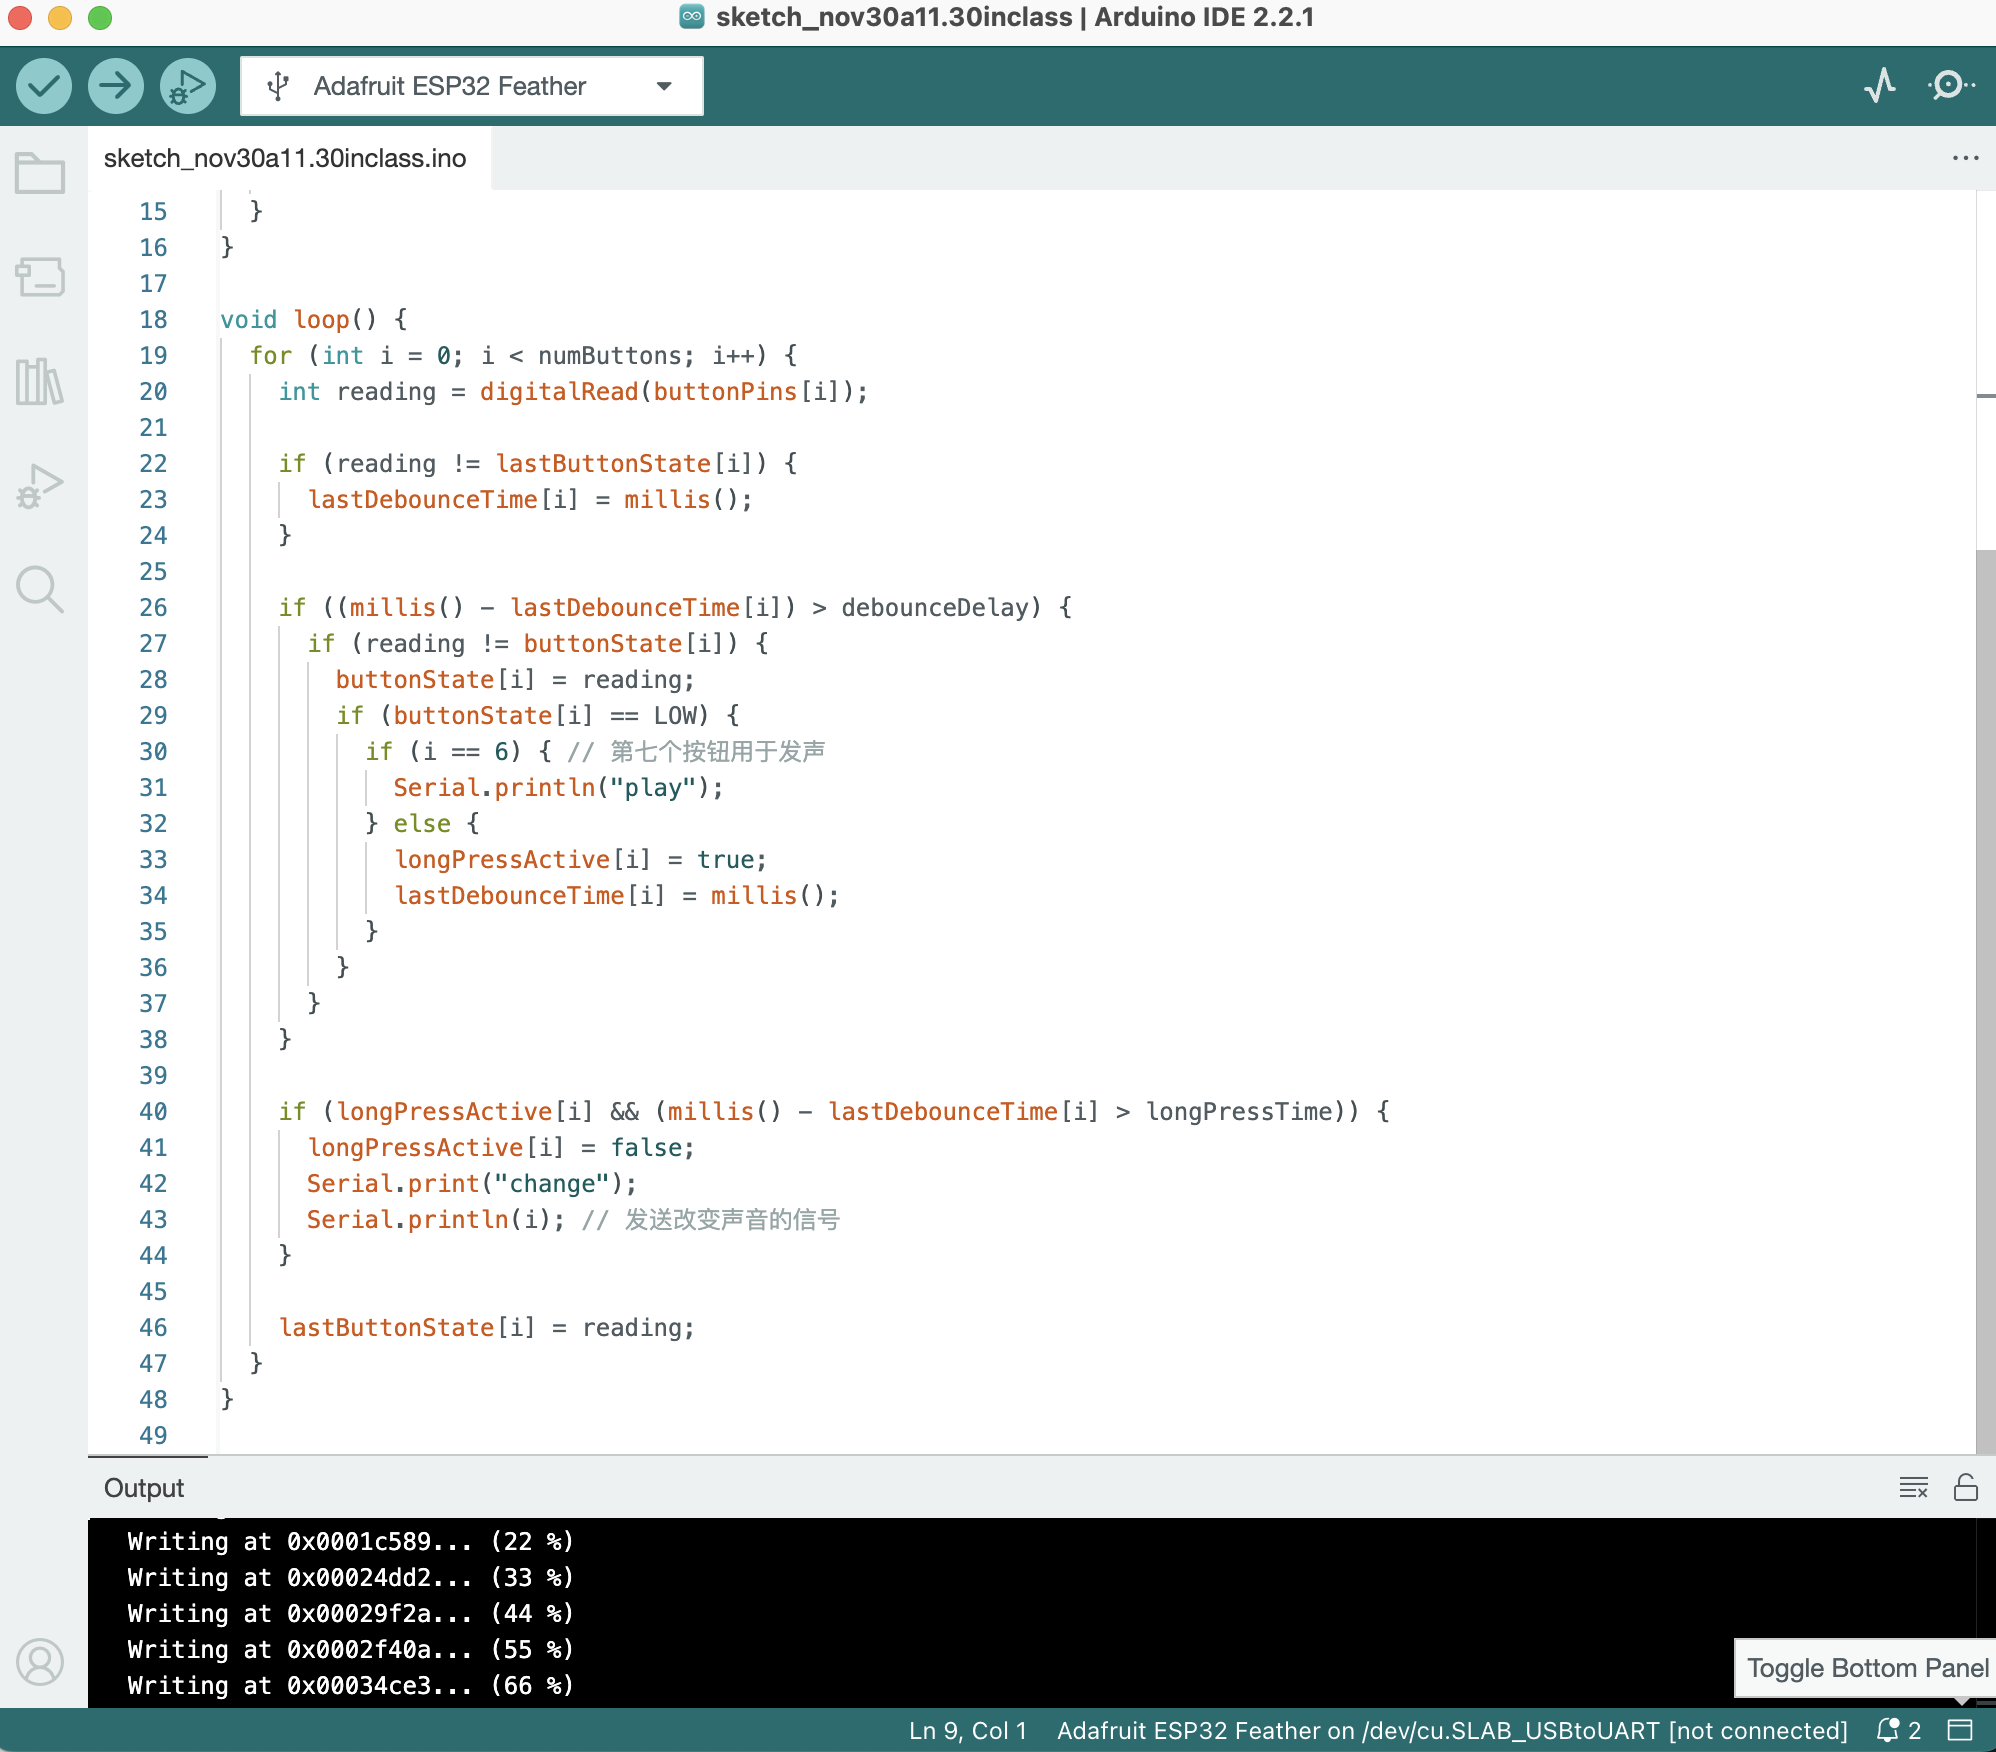 sketch_nov30a11.30inclass | Arduino IDE 2.2.1
Adafruit ESP32 Feather
sketch_nov30a11.30inclass.ino
15     }
16 }
17
18 void loop() {
19   for (int i = 0; i < numButtons; i++) {
20     int reading = digitalRead(buttonPins[i]);
21
22     if (reading != lastButtonState[i]) {
23       lastDebounceTime[i] = millis();
24     }
25
26     if ((millis() - lastDebounceTime[i]) > debounceDelay) {
27       if (reading != buttonState[i]) {
28         buttonState[i] = reading;
29         if (buttonState[i] == LOW) {
30           if (i == 6) { // 第七个按钮用于发声
31             Serial.println("play");
32           } else {
33             longPressActive[i] = true;
34             lastDebounceTime[i] = millis();
35           }
36         }
37       }
38     }
39
40     if (longPressActive[i] && (millis() - lastDebounceTime[i] > longPressTime)) {
41       longPressActive[i] = false;
42       Serial.print("change");
43       Serial.println(i); // 发送改变声音的信号
44     }
45
46     lastButtonState[i] = reading;
47   }
48 }
49
Output
Writing at 0x0001c589... (22 %)
Writing at 0x00024dd2... (33 %)
Writing at 0x00029f2a... (44 %)
Writing at 0x0002f40a... (55 %)
Writing at 0x00034ce3... (66 %)
Toggle Bottom Panel
Ln 9, Col 1 Adafruit ESP32 Feather on /dev/cu.SLAB_USBtoUART [not connected] 2